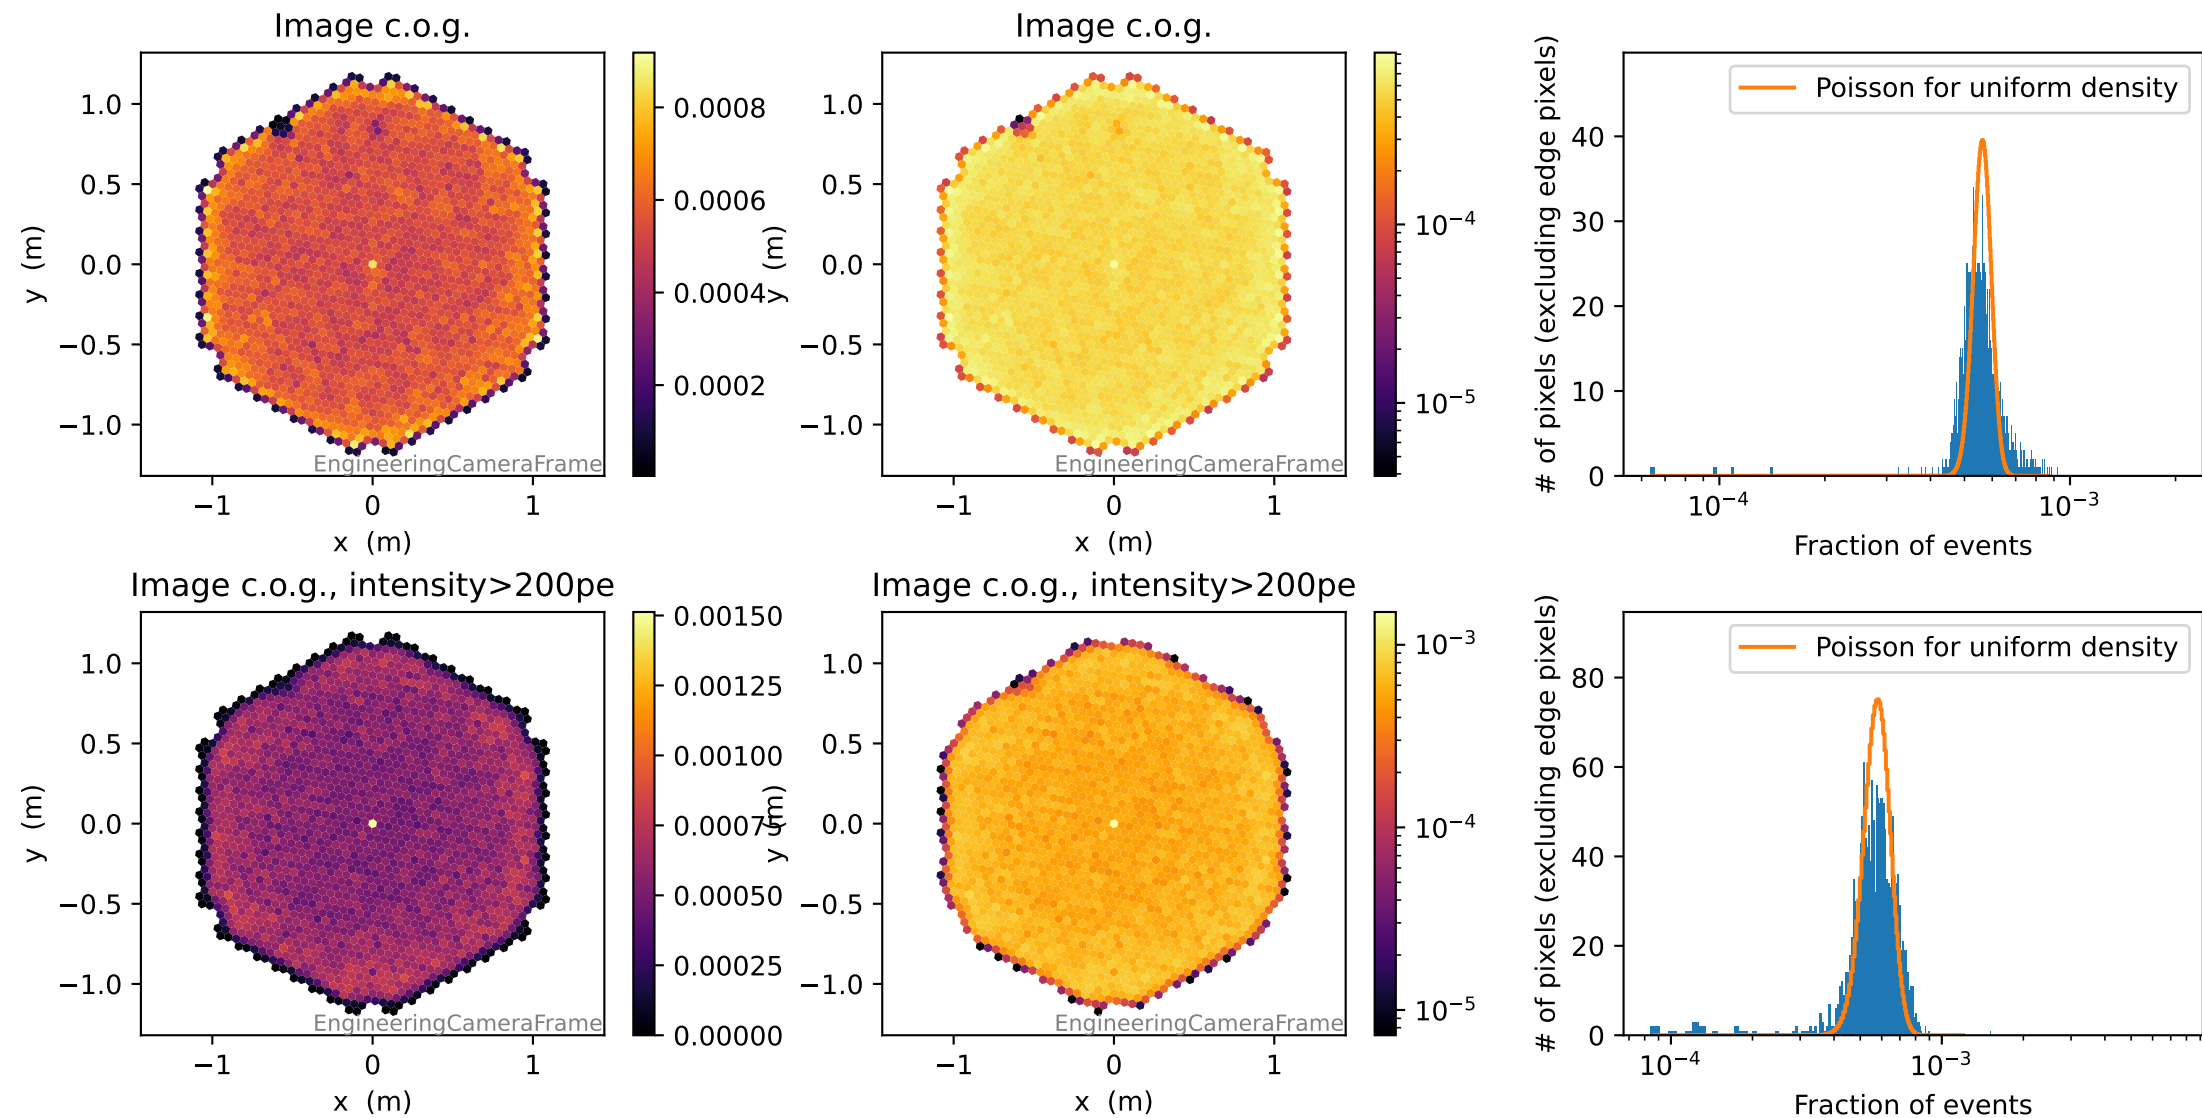 Image c.o.g.
1.0
0.5
0.0
−0.5
−1.0
y (m)
−1
0
1
x (m)
EngineeringCameraFrame
0.0008
0.0006
0.0004
0.0002
Image c.o.g.
1.0
0.5
0.0
−0.5
−1.0
y (m)
−1
0
1
x (m)
EngineeringCameraFrame
10⁻⁴
10⁻⁵
Poisson for uniform density
# of pixels (excluding edge pixels)
40
30
20
10
0
10⁻⁴
10⁻³
Fraction of events
Image c.o.g., intensity>200pe
1.0
0.5
0.0
−0.5
−1.0
y (m)
−1
0
1
x (m)
EngineeringCameraFrame
0.00150
0.00125
0.00100
0.00075
0.00050
0.00025
0.00000
Image c.o.g., intensity>200pe
1.0
0.5
0.0
−0.5
−1.0
y (m)
−1
0
1
x (m)
EngineeringCameraFrame
10⁻³
10⁻⁴
10⁻⁵
Poisson for uniform density
# of pixels (excluding edge pixels)
80
60
40
20
0
10⁻⁴
10⁻³
Fraction of events